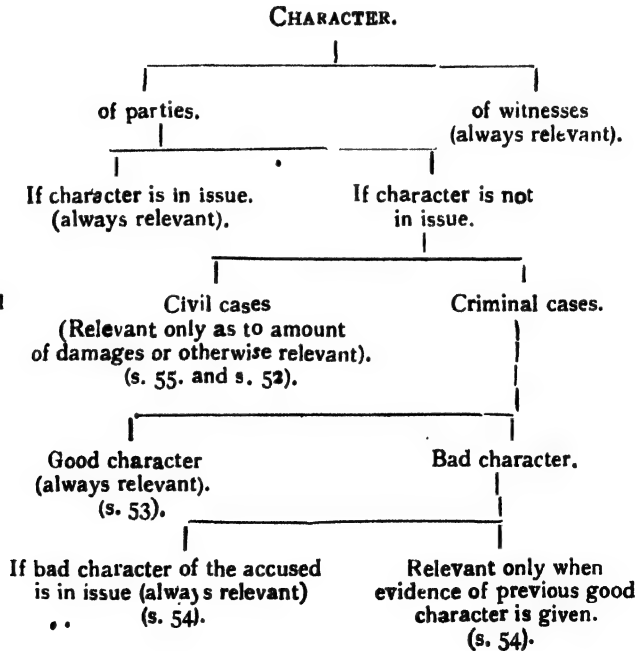 CHARACTER.
of parties.
of witnesses
(always relevant).
If character is in issue.
(always relevant).
If character is not
in issue.
Civil cases
(Relevant only as to amount
of damages or otherwise relevant).
(s. 55. and s. 52).
Criminal cases.
Good character
(always relevant).
(s. 53).
Bad character.
If bad character of the accused
is in issue (always relevant)
(s. 54).
Relevant only when
evidence of previous good
character is given.
(s. 54).